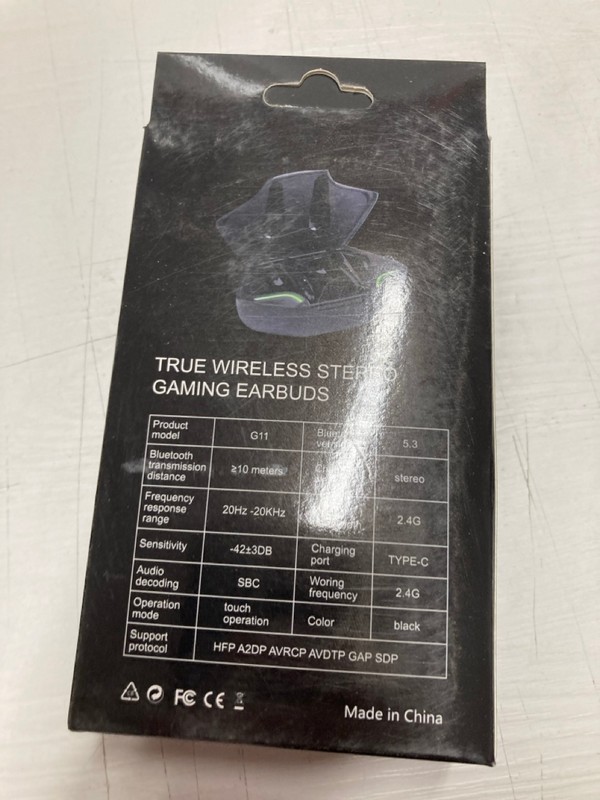 TRUE WIRELESS STEREO
GAMING EARBUDS
Product
model
G11
5.3
Bluetooth
transmission
distance
≥10 meters
stereo
Frequency
response
range
20Hz -20KHz
2.4G
Sensitivity
-42±3DB
Charging
port
TYPE-C
Audio
decoding
SBC
Woring
frequency
2.4G
Operation
mode
touch
operation
Color
black
Support
protocol
HFP A2DP AVRCP AVDTP GAP SDP
FC CE
Made in China